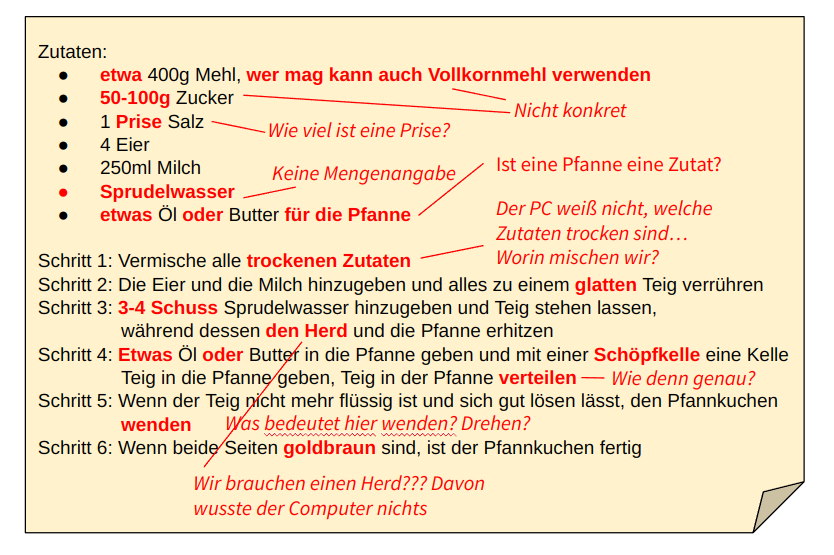 Zutaten:
● etwa 400g Mehl, wer mag kann auch Vollkornmehl verwenden
● 50-100g Zucker
Nicht konkret
● 1 Prise Salz
Wie viel ist eine Prise?
● 4 Eier
● 250ml Milch
Keine Mengenangabe
Ist eine Pfanne eine Zutat?
● Sprudelwasser
● etwas Öl oder Butter für die Pfanne
Der PC weiß nicht, welche
Zutaten trocken sind…
Worin mischen wir?
Schritt 1: Vermische alle trockenen Zutaten
Schritt 2: Die Eier und die Milch hinzugeben und alles zu einem glatten Teig verrühren
Schritt 3: 3-4 Schuss Sprudelwasser hinzugeben und Teig stehen lassen,
während dessen den Herd und die Pfanne erhitzen
Schritt 4: Etwas Öl oder Butter in die Pfanne geben und mit einer Schöpfkelle eine Kelle
Teig in die Pfanne geben, Teig in der Pfanne verteilen
Wie denn genau?
Schritt 5: Wenn der Teig nicht mehr flüssig ist und sich gut lösen lässt, den Pfannkuchen
wenden
Was bedeutet hier wenden? Drehen?
Schritt 6: Wenn beide Seiten goldbraun sind, ist der Pfannkuchen fertig
Wir brauchen einen Herd??? Davon
wusste der Computer nichts